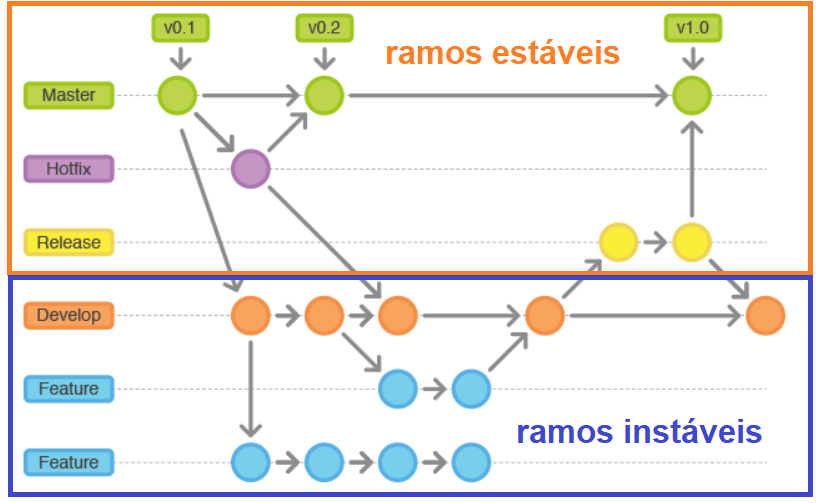 v0.1
v0.2
v1.0
ramos estáveis
Master
Hotfix
Release
Develop
Feature
ramos instáveis
Feature